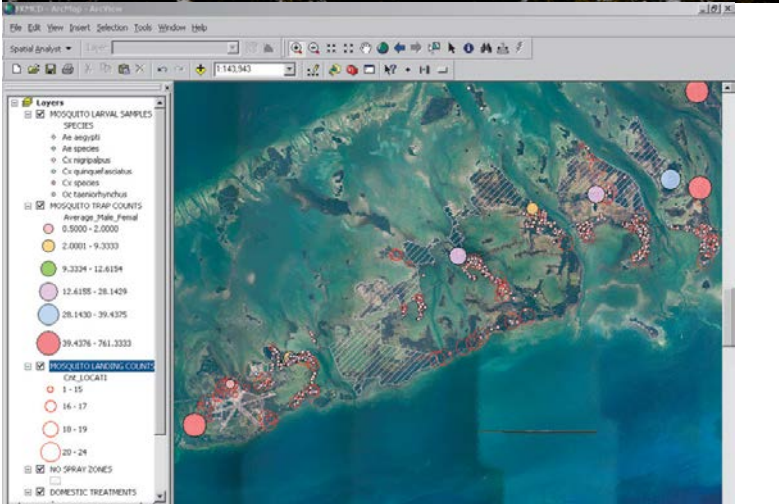 FKMCD - ArcMap - ArcView
File Edit View Insert Selection Tools Window Help
Spatial Analyst Layer:
1:143,943
Layers
MOSQUITO LARVAL SAMPLES
SPECIES
Ae aegypti
Ae species
Cx nigripalpus
Cx quinquefasciatus
Cx species
Oc taeniorhynchus
MOSQUITO TRAP COUNTS
Average_Male_Femal
0.5000 - 2.0000
2.0001 - 9.3333
9.3334 - 12.6154
12.6155 - 28.1429
28.1430 - 39.4375
39.4376 - 761.3333
MOSQUITO LANDING COUNTS
Cnt_LOCATI
1 - 15
16 - 17
18 - 19
20 - 24
NO SPRAY ZONES
DOMESTIC TREATMENTS